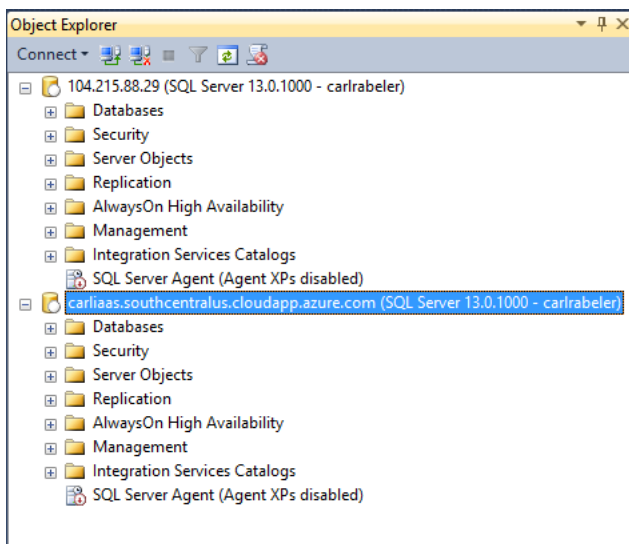 Object Explorer
Connect
104.215.88.29 (SQL Server 13.0.1000 - carlrabeler)
Databases
Security
Server Objects
Replication
AlwaysOn High Availability
Management
Integration Services Catalogs
SQL Server Agent (Agent XPs disabled)
carliaas.southcentralus.cloudapp.azure.com (SQL Server 13.0.1000 - carlrabeler)
Databases
Security
Server Objects
Replication
AlwaysOn High Availability
Management
Integration Services Catalogs
SQL Server Agent (Agent XPs disabled)